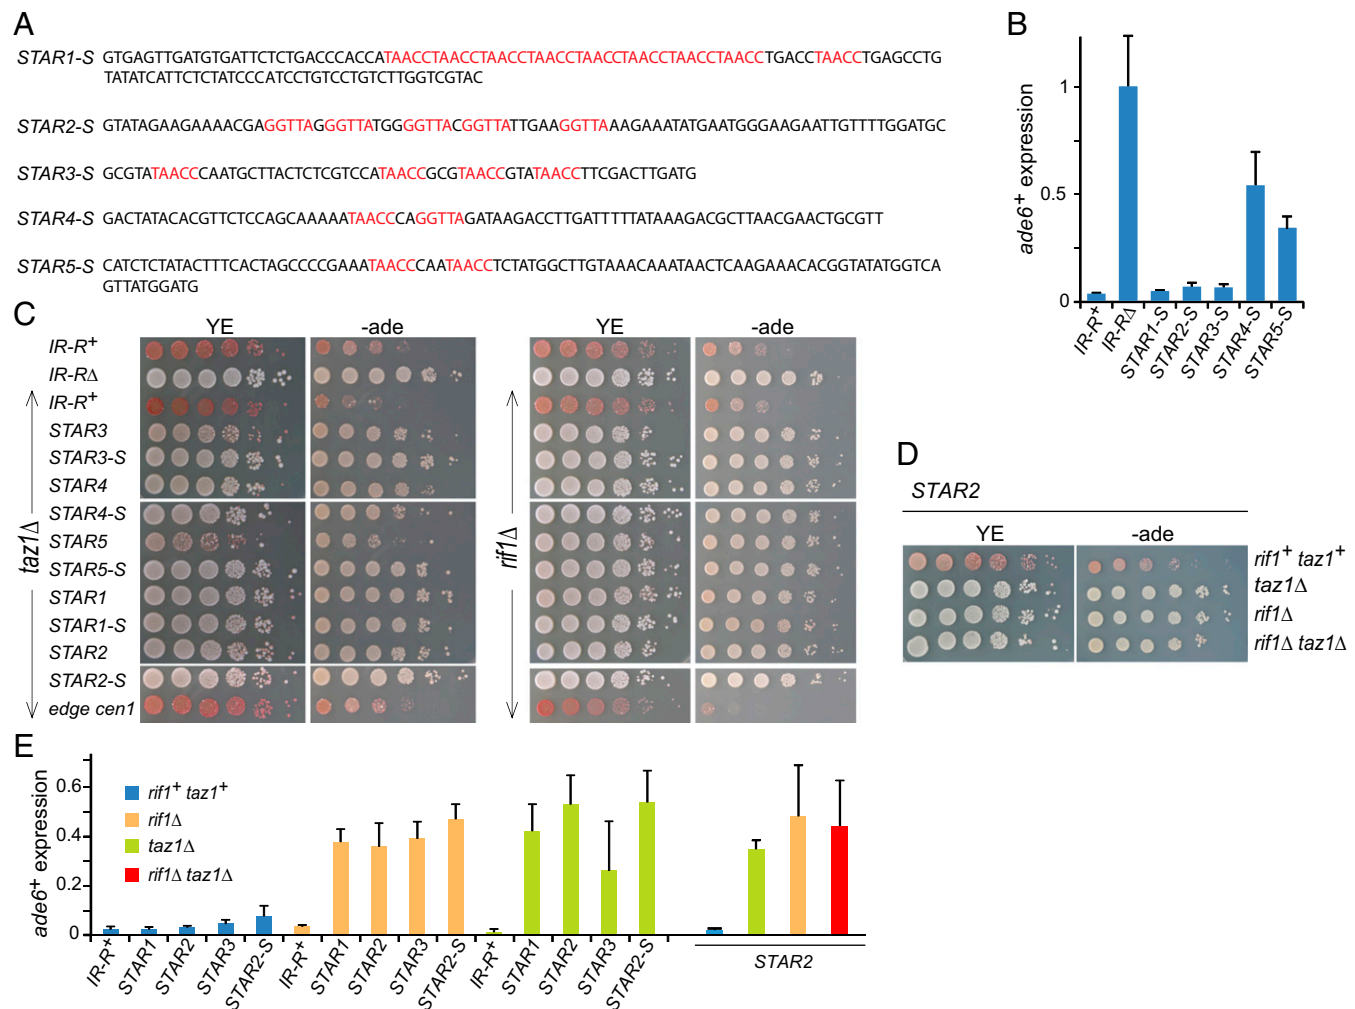 A
STAR1-S GTGAGTTGATGTGATTCTCTGACCCACCATAACCTAACCTAACCTAACCTAACCTAACCTAACCTAACCTGACCTAACCTGAGCCTG
TATATCATTCTCTATCCCATCCTGTCCTGTCTTGGTCGTAC
STAR2-S GTATAGAAGAAAACGAGGTTAGGGTTATGGGGTTACGGTTATTGAAGGTTAAAGAAATATGAATGGGAAGAATTGTTTTGGATGC
STAR3-S GCGTATAACCCAATGCTTACTCTCGTCCATAACCGCGTAACCGTATAACCTTCGACTTGATG
STAR4-S GACTATACACGTTCTCCAGCAAAAATAACCCAGGTTAGATAAGACCTTGATTTTTATAAAGACGCTTAACGAACTGCGTT
STAR5-S CATCTCTATACTTTCACTAGCCCCGAAATAACCCAATAACCTCTATGGCTTGTAAACAAATAACTCAAGAAACACGGTATATGGTCA
GTTATGGATG
B
ade6+ expression
1
0.5
0
IR-R+ IR-RΔ STAR1-S STAR2-S STAR3-S STAR4-S STAR5-S
C
YE -ade YE -ade
IR-R+
IR-RΔ
IR-R+
STAR3
STAR3-S
STAR4
STAR4-S
STAR5
STAR5-S
STAR1
STAR1-S
STAR2
STAR2-S
edge cen1
taz1Δ
rif1Δ
D
STAR2
YE -ade
rif1+ taz1+
taz1Δ
rif1Δ
rif1Δ taz1Δ
E
ade6+ expression
0.6
0.4
0.2
0
rif1+ taz1+
rif1Δ
taz1Δ
rif1Δ taz1Δ
IR-R+ STAR1 STAR2 STAR3 STAR2-S IR-R+ STAR1 STAR2 STAR3 STAR2-S IR-R+ STAR1 STAR2 STAR3 STAR2-S
STAR2